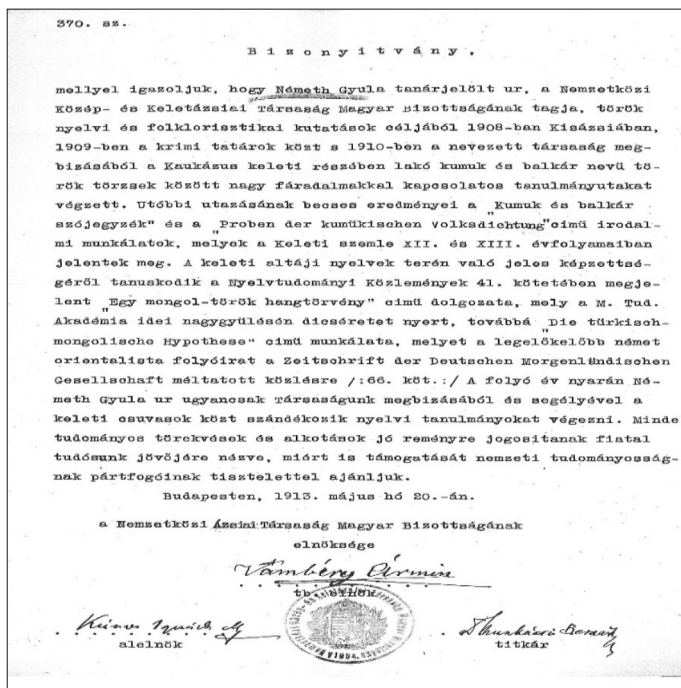 370. sz.
Bizonyitvány.
mellyel igazoljuk, hogy Németh Gyula tanárjelölt ur, a Nemzetközi
Közép- és Keletázsiai Társaság Magyar Bizottságának tagja, török
nyelvi és folklorisztikai kutatások céljából 1908-ban Kisázsiában,
1909-ben a krimi tatárok közt s 1910-ben a nevezett társaság meg-
bizásából a Kaukázus keleti részében lakó kumuk és balkár nevü tö-
rök törzsek között nagy fáradalmakkal kapcsolatos tanulmányutakat
végzett. Utóbbi utazásának becses eredményei a „Kumuk és balkár
szójegyzék" és a „Proben der kumükischen volksdichtung" cimü irodal-
mi munkálatok, melyek a Keleti szemle XII. és XIII. évfolyamaiban
jelentek meg. A keleti altáji nyelvek terén való jeles képzettsé-
géről tanuskodik a Nyelvtudományi Közlemények 41. kötetében megje-
lent „Egy mongol-török hangtörvény" cimü dolgozata, mely a M. Tud.
Akadémia idei nagygyülésén dicséretet nyert, továbbá „Die türkisch-
mongolische Hypothese" cimü munkálata, melyet a legelőkelőbb német
orientalista folyóirat a Zeitschrift der Deutschen Morgenländischen
Gesellschaft méltatott közlésre /:66. köt.:/ A folyó év nyarán Né-
meth Gyula ur ugyancsak Társaságunk megbizásából és segélyével a
keleti csuvasok közt szándékozik nyelvi tanulmányokat végezni. Minde
tudományos törekvések és alkotások jó reményre jogositanak fiatal
tudósunk jövőjére nézve, miért is támogatását nemzeti tudományosság-
nak pártfogóinak tisztelettel ajánljuk.
Budapesten, 1913. május hó 20.-án.
a Nemzetközi Ázsiai Társaság Magyar Bizottságának
elnöksége
Vámbéry Ármin
tb. elnök
Kúnos Ignácz
alelnök
Munkácsi Bernát
titkár